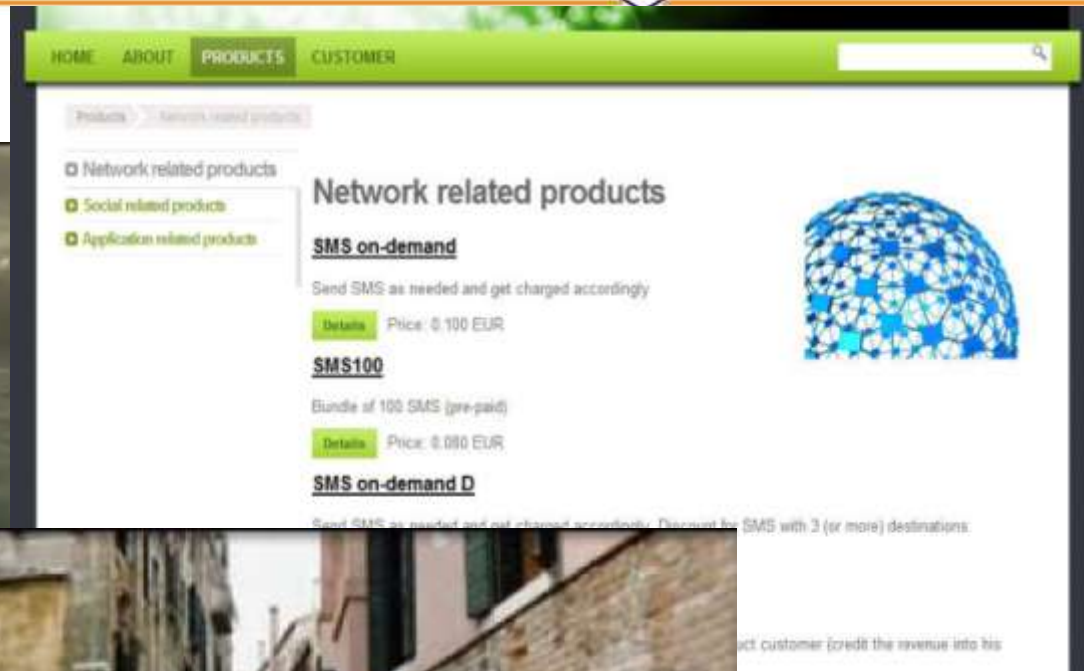 HOME ABOUT PRODUCTS CUSTOMER
Products Network related products
Network related products
Social related products
Application related products
Network related products
SMS on-demand
Send SMS as needed and get charged accordingly
Details Price: 0.100 EUR
SMS100
Bundle of 100 SMS (pre-paid)
Details Price: 0.080 EUR
SMS on-demand D
Send SMS as needed and get charged accordingly. Discount for SMS with 3 (or more) destinations
customer (credit the revenue into his